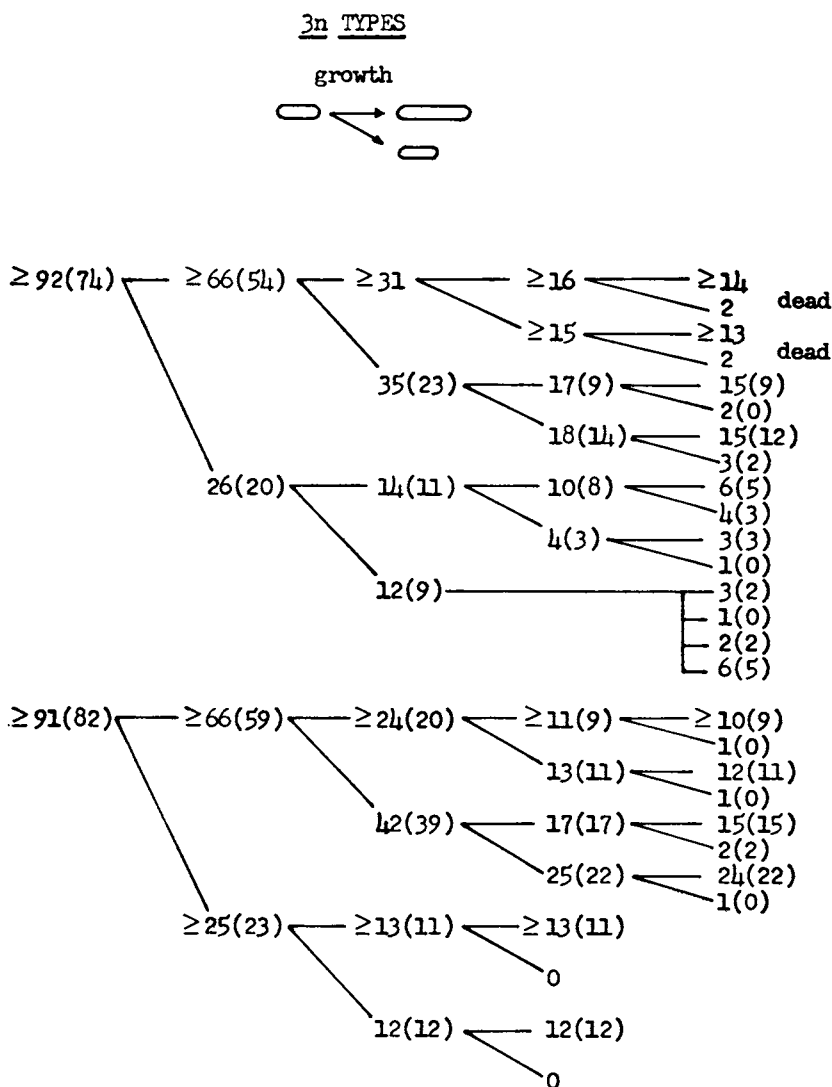 3n TYPES
growth
≥92(74) ≥66(54) ≥31 ≥16 ≥14
2 dead
≥15 ≥13
2 dead
35(23) 17(9) 15(9)
2(0)
18(14) 15(12)
3(2)
26(20) 14(11) 10(8) 6(5)
4(3)
4(3) 3(3)
1(0)
12(9) 3(2)
1(0)
2(2)
6(5)
≥91(82) ≥66(59) ≥24(20) ≥11(9) ≥10(9)
1(0)
13(11) 12(11)
1(0)
42(39) 17(17) 15(15)
2(2)
25(22) 24(22)
1(0)
≥25(23) ≥13(11) ≥13(11)
0
12(12) 12(12)
0